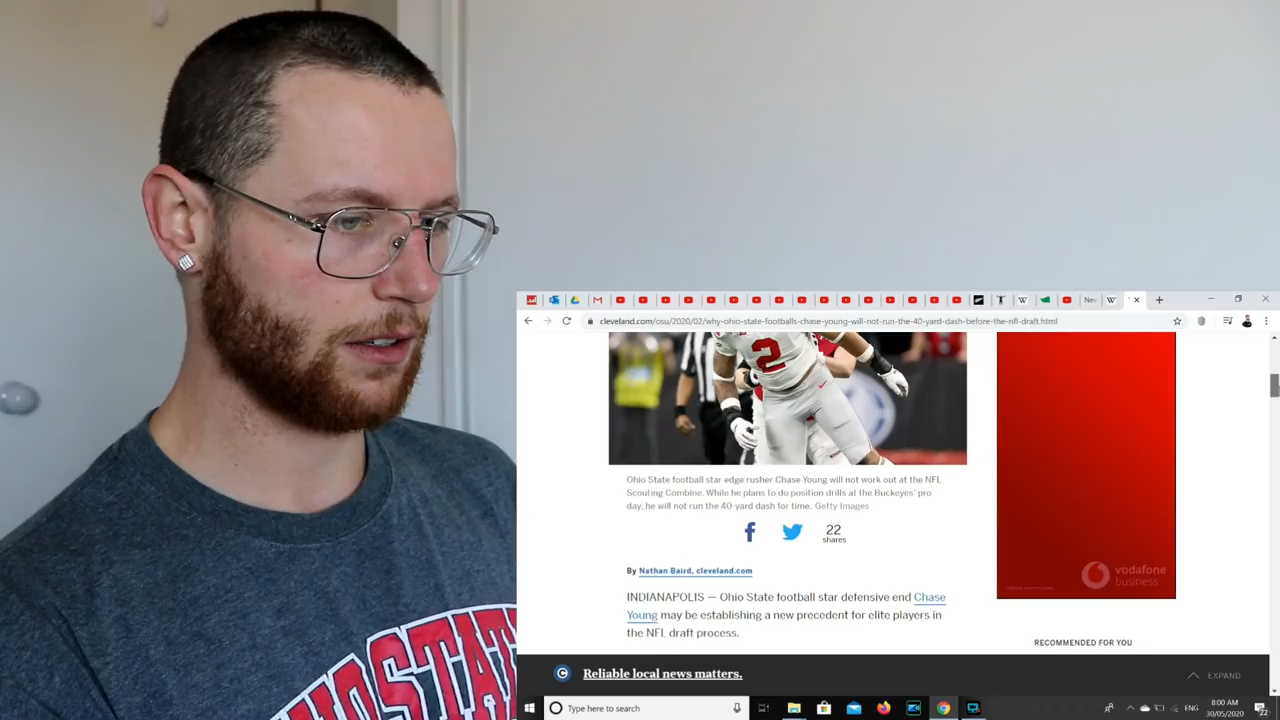 cleveland.com/osu/2020/02/why-ohio-state-footballs-chase-young-will-not-run-the-40-yard-dash-before-the-nfl-draft.html
2
Ohio State football star edge rusher Chase Young will not work out at the NFL
Scouting Combine. While he plans to do position drills at the Buckeyes' pro
day, he will not run the 40-yard dash for time. Getty Images
22
shares
By Nathan Baird, cleveland.com
INDIANAPOLIS — Ohio State football star defensive end Chase
Young may be establishing a new precedent for elite players in
the NFL draft process.
vodafone
business
RECOMMENDED FOR YOU
Reliable local news matters.
EXPAND
Type here to search
ENG
8:00 AM
30/05/2020
22
OHIO STATE